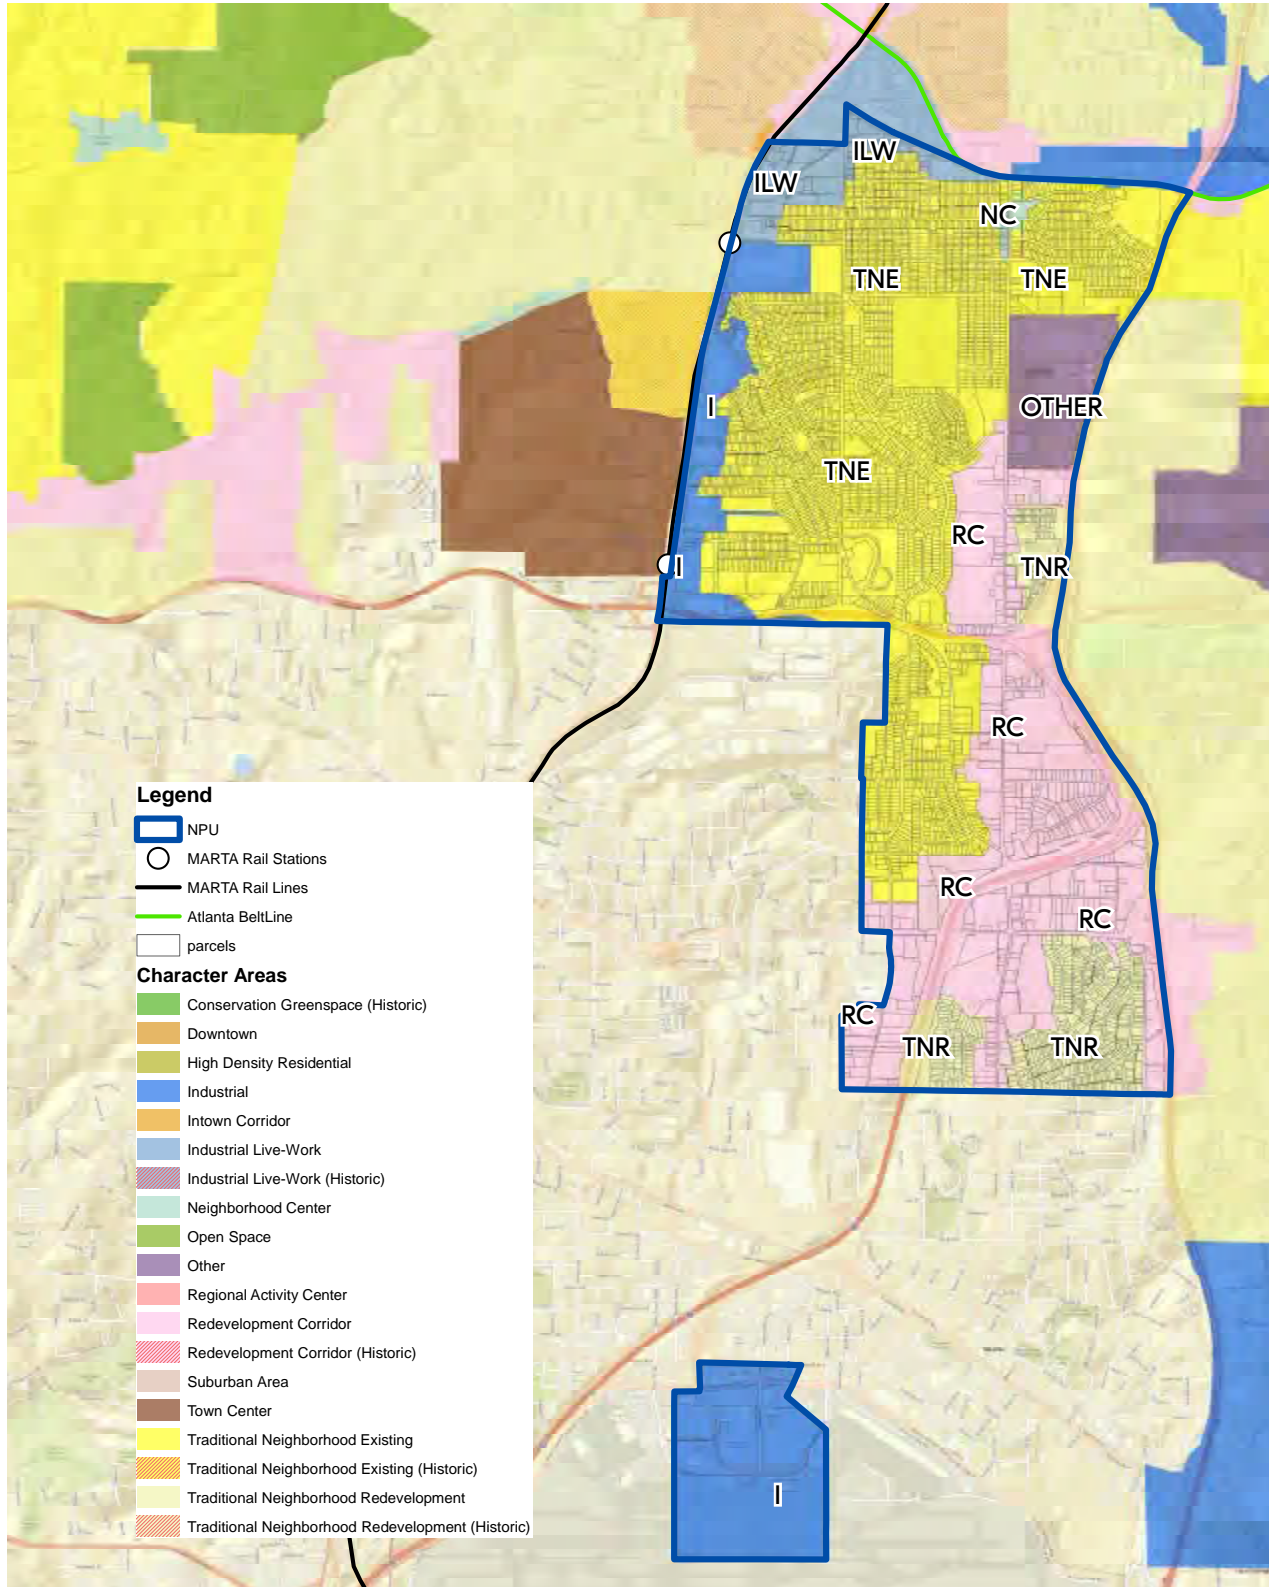 ILW
ILW
NC
TNE
TNE
I
OTHER
TNE
RC
I
TNR
RC
RC
RC
RC
TNR
TNR
I
Legend
NPU
MARTA Rail Stations
MARTA Rail Lines
Atlanta BeltLine
parcels
Character Areas
Conservation Greenspace (Historic)
Downtown
High Density Residential
Industrial
Intown Corridor
Industrial Live-Work
Industrial Live-Work (Historic)
Neighborhood Center
Open Space
Other
Regional Activity Center
Redevelopment Corridor
Redevelopment Corridor (Historic)
Suburban Area
Town Center
Traditional Neighborhood Existing
Traditional Neighborhood Existing (Historic)
Traditional Neighborhood Redevelopment
Traditional Neighborhood Redevelopment (Historic)